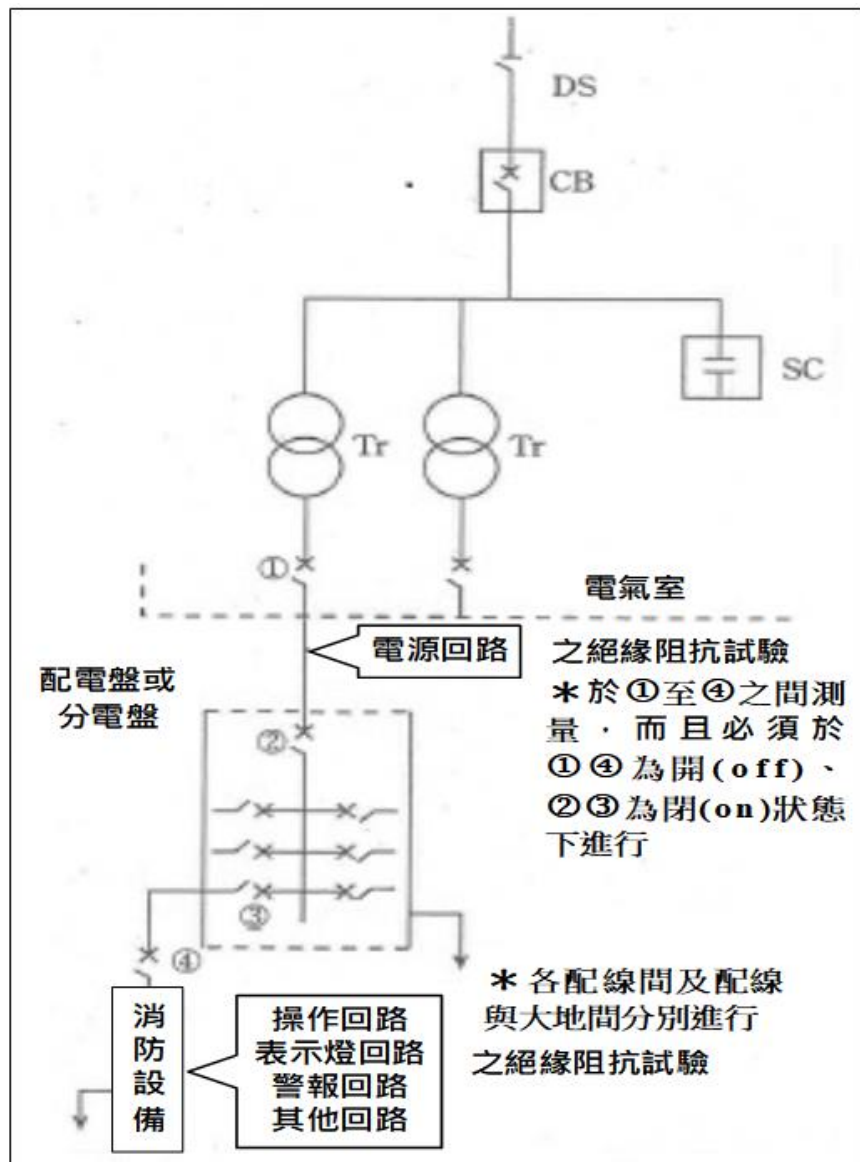 DS
CB
SC
Tr
Tr
①
電氣室
電源回路
之絕緣阻抗試驗
配電盤或
分電盤
＊於①至④之間測
量，而且必須於
①④為開(off)、
②③為閉(on)狀態
下進行
②
③
④
＊各配線間及配線
與大地間分別進行
之絕緣阻抗試驗
消
防
設
備
操作回路
表示燈回路
警報回路
其他回路